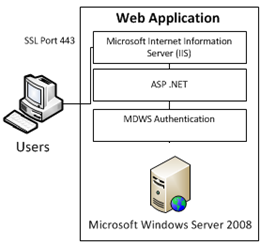 Web Application
SSL Port 443
Microsoft Internet Information
Server (IIS)
ASP .NET
MDWS Authentication
Users
Microsoft Windows Server 2008